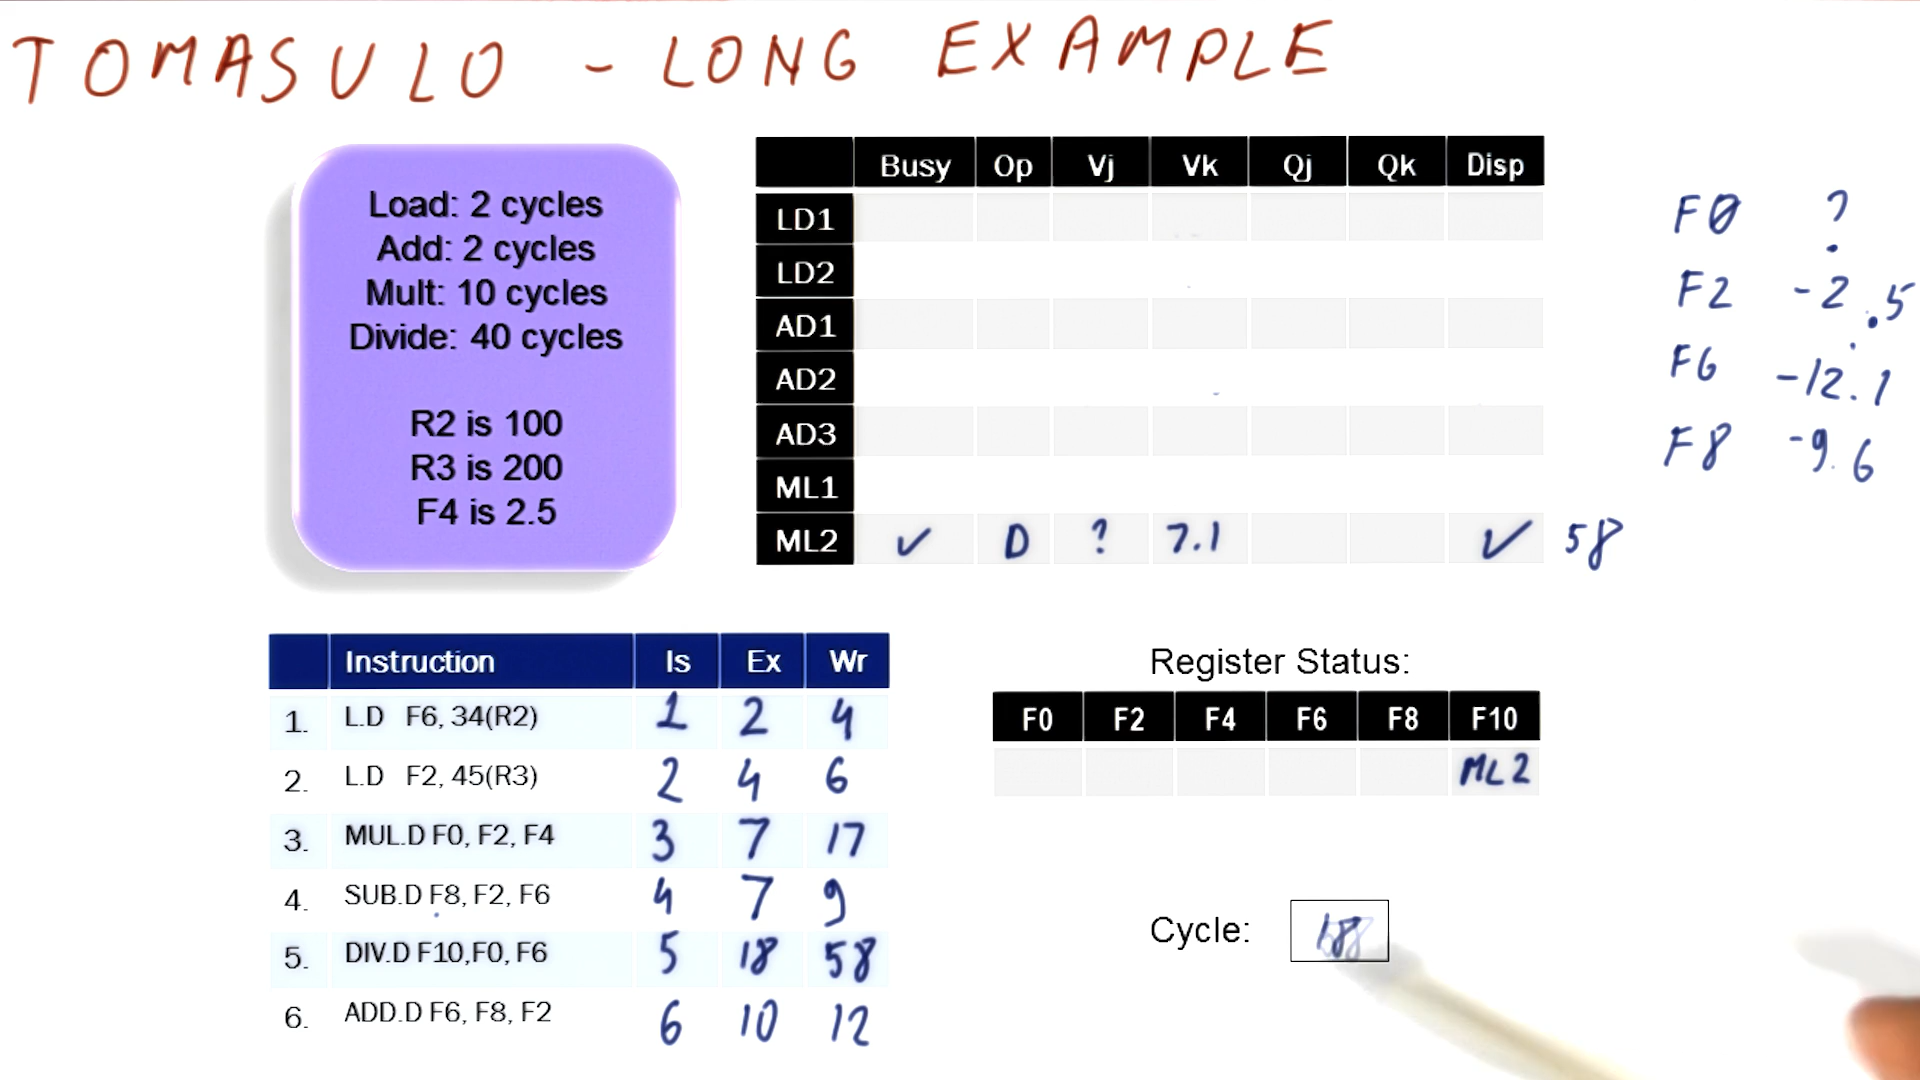 TOMASULO - LONG EXAMPLE
Load: 2 cycles
Add: 2 cycles
Mult: 10 cycles
Divide: 40 cycles
R2 is 100
R3 is 200
F4 is 2.5
Busy Op Vj Vk Qj Qk Disp
LD1
LD2
AD1
AD2
AD3
ML1
ML2 ✓ D ? 7.1 ✓ 58
F0 ?
F2 -2.5
F6 -12.1
F8 -9.6
Instruction Is Ex Wr
1. L.D F6, 34(R2) 1 2 4
2. L.D F2, 45(R3) 2 4 6
3. MUL.D F0, F2, F4 3 7 17
4. SUB.D F8, F2, F6 4 7 9
5. DIV.D F10,F0, F6 5 18 58
6. ADD.D F6, F8, F2 6 10 12
Register Status:
F0 F2 F4 F6 F8 F10
ML2
Cycle: